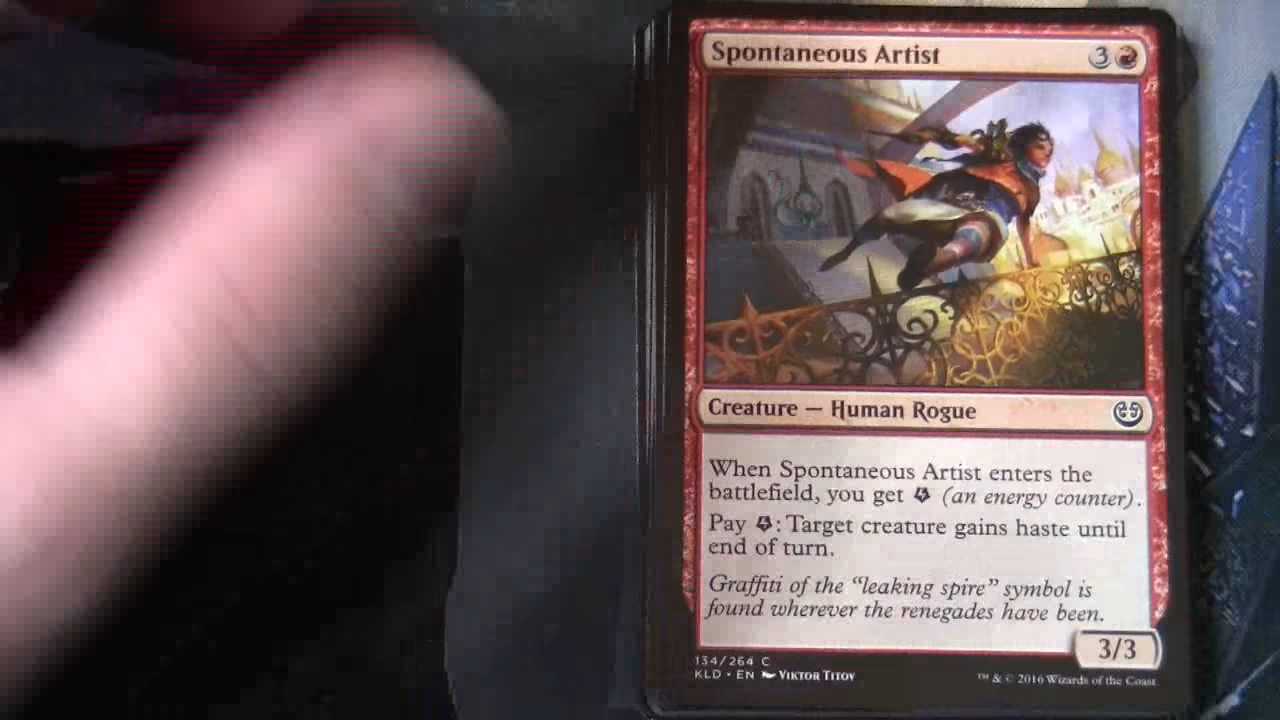 Spontaneous Artist 3
Creature — Human Rogue
When Spontaneous Artist enters the
battlefield, you get (an energy counter).
Pay : Target creature gains haste until
end of turn.
Graffiti of the “leaking spire” symbol is
found wherever the renegades have been.
3/3
134/264 C
KLD • EN Viktor Titov
™ & © 2016 Wizards of the Coast